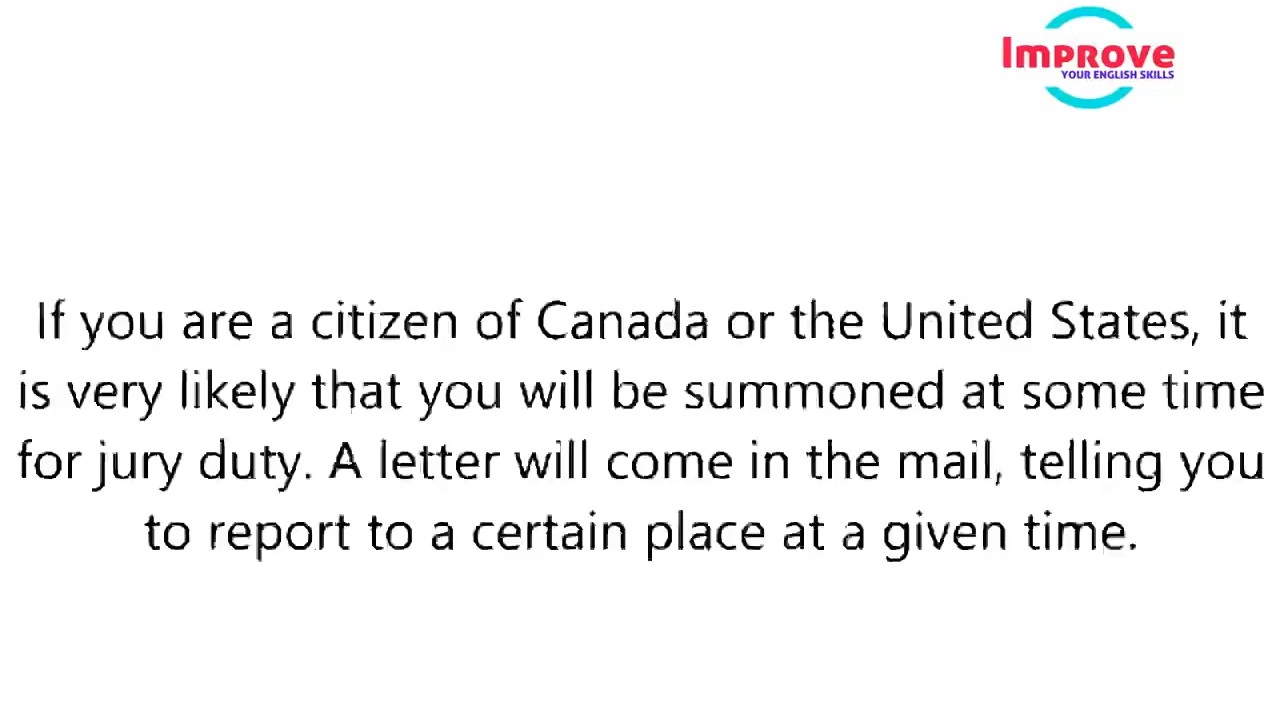 Improve
YOUR ENGLISH SKILLS
If you are a citizen of Canada or the United States, it
is very likely that you will be summoned at some time
for jury duty. A letter will come in the mail, telling you
to report to a certain place at a given time.